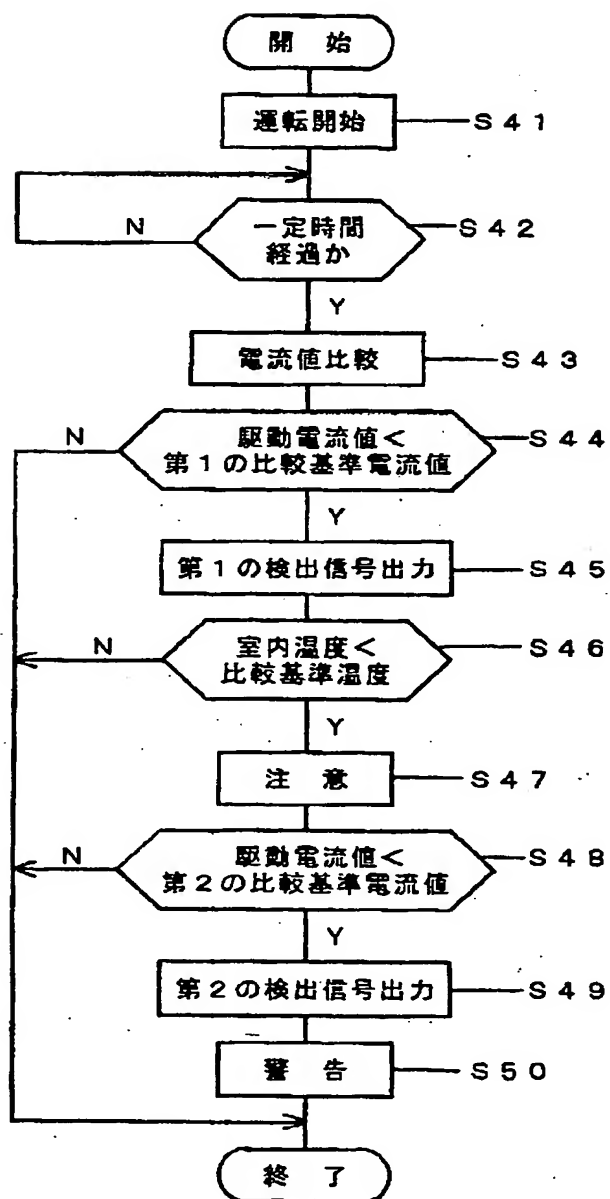 開 始
運転開始
S41
N
一定時間
経過か
S42
Y
電流値比較
S43
N
駆動電流値<
第1の比較基準電流値
S44
Y
第1の検出信号出力
S45
N
室内温度<
比較基準温度
S46
Y
注 意
S47
N
駆動電流値<
第2の比較基準電流値
S48
Y
第2の検出信号出力
S49
警 告
S50
終 了